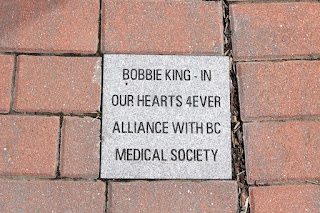 BOBBIE KING - IN
OUR HEARTS 4EVER
ALLIANCE WITH BC
MEDICAL SOCIETY